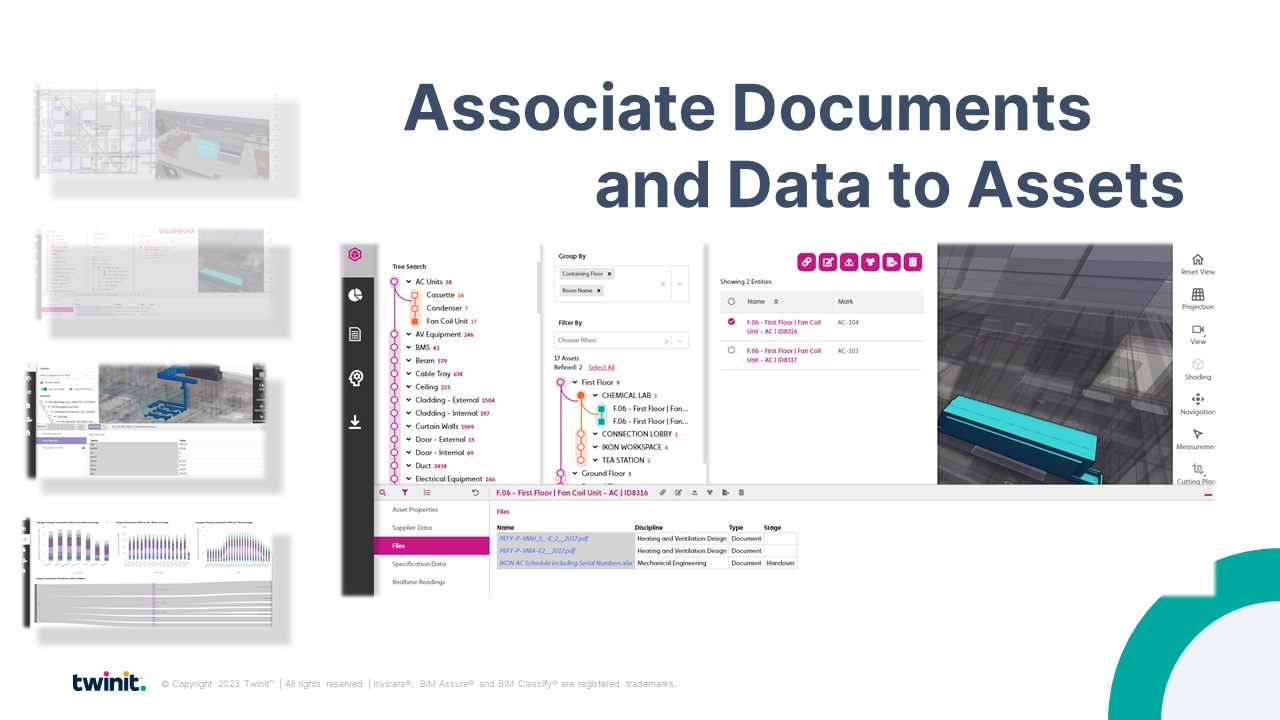 Associate Documents
and Data to Assets
Tree Search
AC Units 38
Cassette 14
Condenser 7
Fan Coil Unit 17
AV Equipment 246
BMS 42
Beam 579
Cable Tray 674
Ceiling 155
Cladding - External 1504
Cladding - Internal 197
Curtain Walls 1069
Door - External 15
Door - Internal 69
Duct 2434
Electrical Equipment 166
Group By
Containing Floor ×
Room Name ×
Filter By
Choose filters
17 Assets
Refined: 2 Select All
First Floor 9
CHEMICAL LAB 2
F.06 - First Floor | Fan...
F.06 - First Floor | Fan...
CONNECTION LOBBY 1
IKON WORKSPACE 4
TEA STATION 2
Ground Floor 3
Showing 2 Entities
Name Mark
F.06 - First Floor | Fan Coil AC-104
Unit - AC | ID8316
F.06 - First Floor | Fan Coil AC-103
Unit - AC | ID8317
Reset View
Projection
View
Shading
Navigation
Measuremen
Cutting Plan
F.06 - First Floor | Fan Coil Unit - AC | ID8316
Asset Properties
Supplier Data
Files
Specification Data
Realtime Readings
Files
Name Discipline Type Stage
PEFY-P-VMH_S_-E_2__2017.pdf Heating and Ventilation Design Document
PEFY-P-VMA-E2__2017.pdf Heating and Ventilation Design Document
IKON AC Schedule including Serial Numbers.xlsx Mechanical Engineering Document Handover
twinit. © Copyright 2023 Twinit™ | All rights reserved | Invicara®, BIM Assure® and BIM Classify® are registered trademarks.